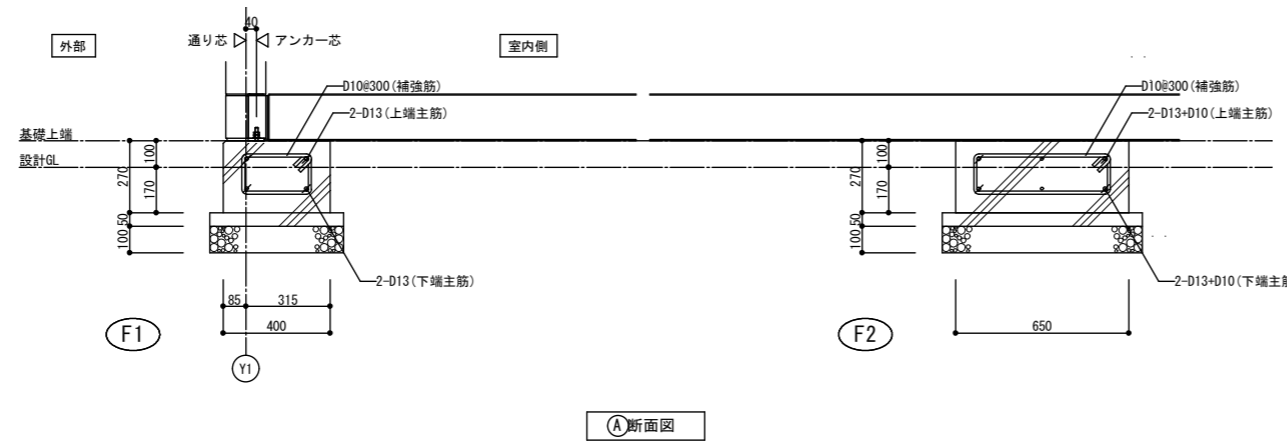 40
外部
通り芯 アンカー芯
室内側
D10@300(補強筋)
2-D13(上端主筋)
基礎上端
設計GL
100
270
170
50
100
2-D13(下端主筋)
85 315
400
F1
Y1
D10@300(補強筋)
2-D13+D10(上端主筋)
100
270
170
50
100
2-D13+D10(下端主筋
650
F2
A断面図